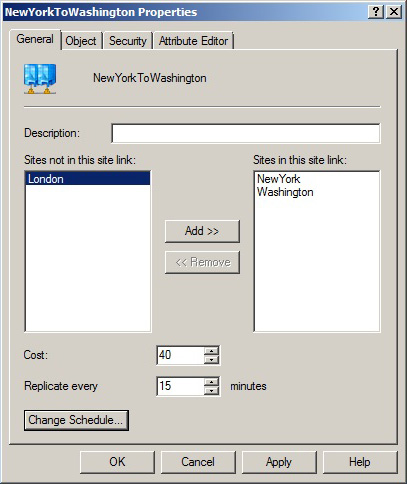 NewYorkToWashington Properties
General
Object
Security
Attribute Editor
NewYorkToWashington
Description:
Sites not in this site link:
Sites in this site link:
London
NewYork
Washington
Add >>
<< Remove
Cost:
40
Replicate every
15
minutes
Change Schedule...
OK
Cancel
Apply
Help